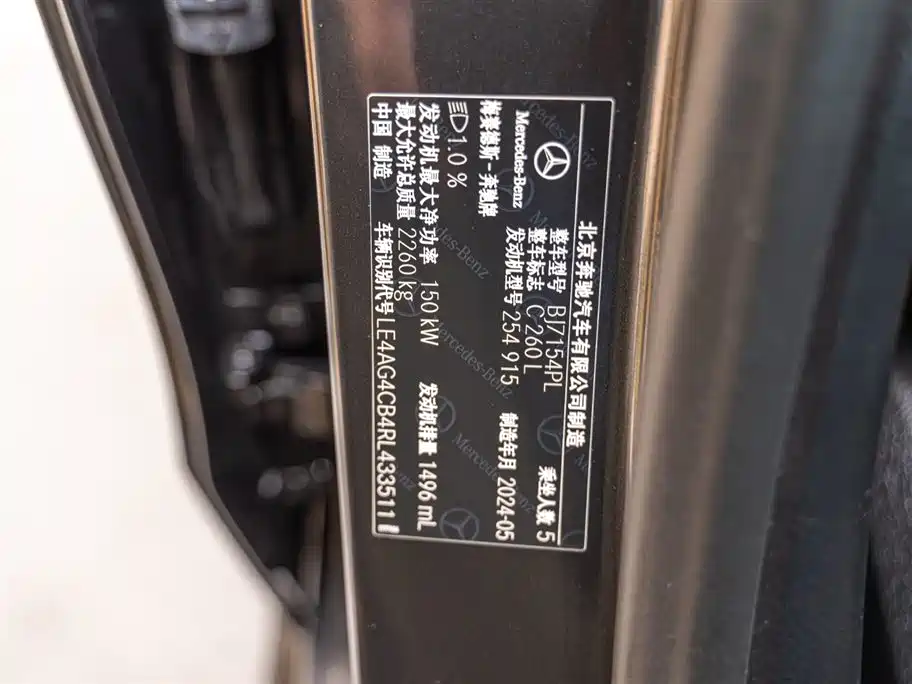 北京奔驰汽车有限公司制造
Mercedes-Benz
梅赛德斯-奔驰牌
整车型号 BJ7154PL 乘坐人数 5
整车标志 C 260 L
发动机型号 254 915 制造年月 2024-05
1.0 %
发动机最大净功率 150 kW 发动机排量 1496 mL
最大允许总质量 2260 kg
中国 制造 车辆识别代号 LE4AG4CB4RL433511